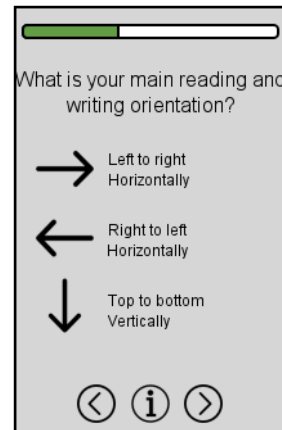 What is your main reading and
writing orientation?
Left to right
Horizontally
Right to left
Horizontally
Top to bottom
Vertically
i